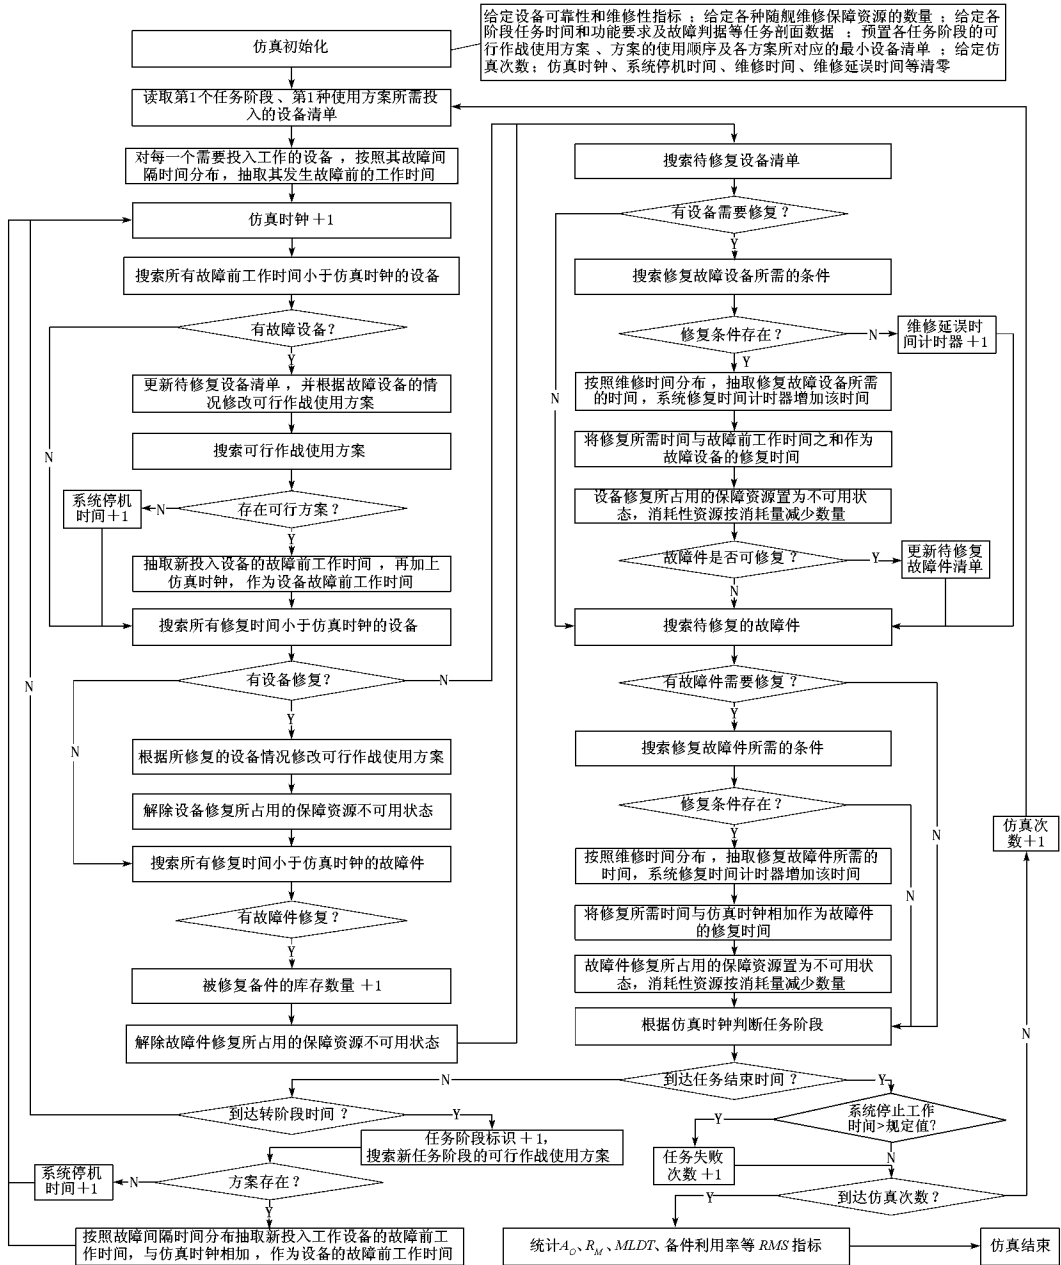 给定设备可靠性和维修性指标；给定各种随舰维修保障资源的数量；给定各
阶段任务时间和功能要求及故障判据等任务剖面数据；预置各任务阶段的可
行作战使用方案、方案的使用顺序及各方案所对应的最小设备清单；给定仿
真次数；仿真时钟、系统停机时间、维修时间、维修延误时间等清零
仿真初始化
读取第1个任务阶段、第1种使用方案所需投
入的设备清单
对每一个需要投入工作的设备，按照其故障间
隔时间分布，抽取其发生故障前的工作时间
仿真时钟+1
搜索所有故障前工作时间小于仿真时钟的设备
有故障设备？
Y
N
更新待修复设备清单，并根据故障设备的情
况修改可行作战使用方案
搜索可行作战使用方案
存在可行方案？
N
系统停机
时间+1
Y
抽取新投入设备的故障前工作时间，再加上
仿真时钟，作为设备故障前工作时间
搜索所有修复时间小于仿真时钟的设备
有设备修复？
N
N
Y
根据所修复的设备情况修改可行作战使用方案
解除设备修复所占用的保障资源不可用状态
搜索所有修复时间小于仿真时钟的故障件
有故障件修复？
Y
被修复备件的库存数量+1
解除故障件修复所占用的保障资源不可用状态
搜索待修复设备清单
有设备需要修复？
N
Y
搜索修复故障设备所需的条件
修复条件存在？
N
维修延误时
间计时器+1
Y
按照维修时间分布，抽取修复故障设备所需
的时间，系统修复时间计时器增加该时间
将修复所需时间与故障前工作时间之和作为
故障设备的修复时间
设备修复所占用的保障资源置为不可用状
态，消耗性资源按消耗量减少数量
故障件是否可修复？
Y
更新待修复
故障件清单
N
搜索待修复的故障件
有故障件需要修复？
N
Y
搜索修复故障件所需的条件
修复条件存在？
N
Y
按照维修时间分布，抽取修复故障件所需的
时间，系统修复时间计时器增加该时间
将修复所需时间与仿真时钟相加作为故障件
的修复时间
故障件修复所占用的保障资源置为不可用状
态，消耗性资源按消耗量减少数量
根据仿真时钟判断任务阶段
到达任务结束时间？
N
Y
到达转阶段时间？
N
Y
任务阶段标识+1，
搜索新任务阶段的可行作战使用方案
方案存在？
N
系统停机
时间+1
Y
按照故障间隔时间分布抽取新投入工作设备的故障前工
作时间，与仿真时钟相加，作为设备的故障前工作时间
系统停止工作
时间>规定值？
Y
任务失败
次数+1
N
到达仿真次数？
N
仿真次
数+1
Y
统计A_O、R_M、MLDT、备件利用率等RMS指标
仿真结束